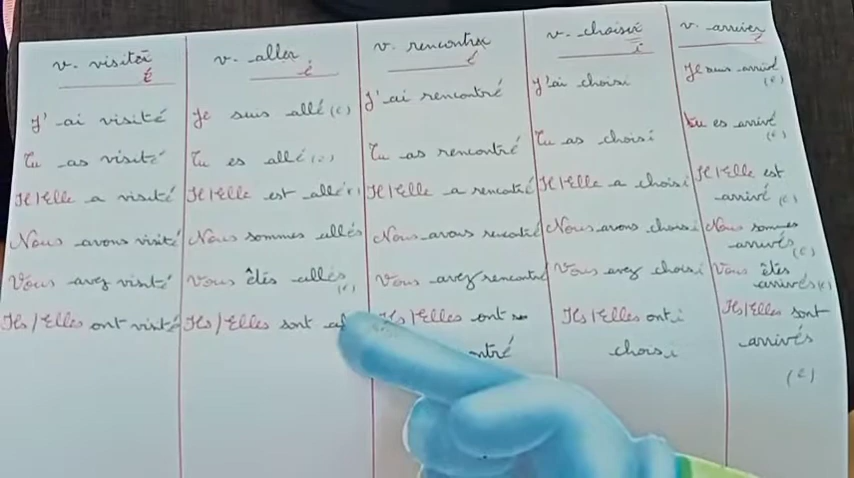 v. visiter
é
J'ai visité
Tu as visité
Il/Elle a visité
Nous avons visité
Vous avez visité
Ils/Elles ont visité
v. aller
é
Je suis allé(e)
Tu es allé(e)
Il/Elle est allé(e)
Nous sommes allés
Vous êtes allés
(e)
Ils/Elles sont
v. rencontrer
é
J'ai rencontré
Tu as rencontré
Il/Elle a rencontré
Nous avons rencontré
Vous avez rencontré
Ils/Elles ont
ontré
v. choisir
i
J'ai choisi
Tu as choisi
Il/Elle a choisi
Nous avons choisi
Vous avez choisi
Ils/Elles ont i
choisi
v. arriver
é
Je suis arrivé
(e)
Tu es arrivé
(e)
Il/Elle est
arrivé (e)
Nous sommes
arrivés (e)
Vous êtes
arrivés(e)
Ils/Elles sont
arrivés
(e)